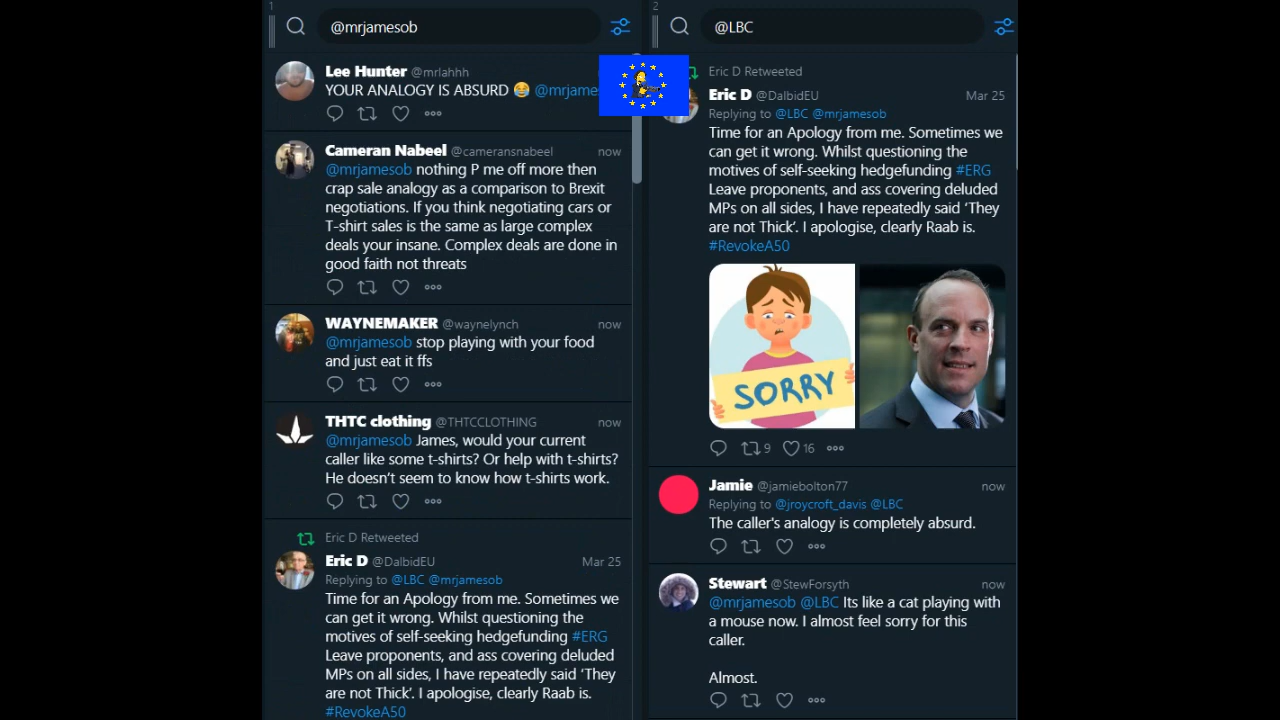 1
@mrjamesob
Lee Hunter @mrlahhh
YOUR ANALOGY IS ABSURD 😂 @mrjames
Cameran Nabeel @cameransnabeel now
@mrjamesob nothing P me off more then
crap sale analogy as a comparison to Brexit
negotiations. If you think negotiating cars or
T-shirt sales is the same as large complex
deals your insane. Complex deals are done in
good faith not threats
WAYNEMAKER @waynelynch now
@mrjamesob stop playing with your food
and just eat it ffs
THTC clothing @THTCCLOTHING now
@mrjamesob James, would your current
caller like some t-shirts? Or help with t-shirts?
He doesn't seem to know how t-shirts work.
Eric D Retweeted
Eric D @DalbidEU Mar 25
Replying to @LBC @mrjamesob
Time for an Apology from me. Sometimes we
can get it wrong. Whilst questioning the
motives of self-seeking hedgefunding #ERG
Leave proponents, and ass covering deluded
MPs on all sides, I have repeatedly said 'They
are not Thick'. I apologise, clearly Raab is.
#RevokeA50
2
@LBC
Eric D Retweeted
Eric D @DalbidEU Mar 25
Replying to @LBC @mrjamesob
Time for an Apology from me. Sometimes we
can get it wrong. Whilst questioning the
motives of self-seeking hedgefunding #ERG
Leave proponents, and ass covering deluded
MPs on all sides, I have repeatedly said 'They
are not Thick'. I apologise, clearly Raab is.
#RevokeA50
SORRY
9 16
Jamie @jamiebolton77 now
Replying to @jroycroft_davis @LBC
The caller's analogy is completely absurd.
Stewart @StewForsyth now
@mrjamesob @LBC Its like a cat playing with
a mouse now. I almost feel sorry for this
caller.
Almost.